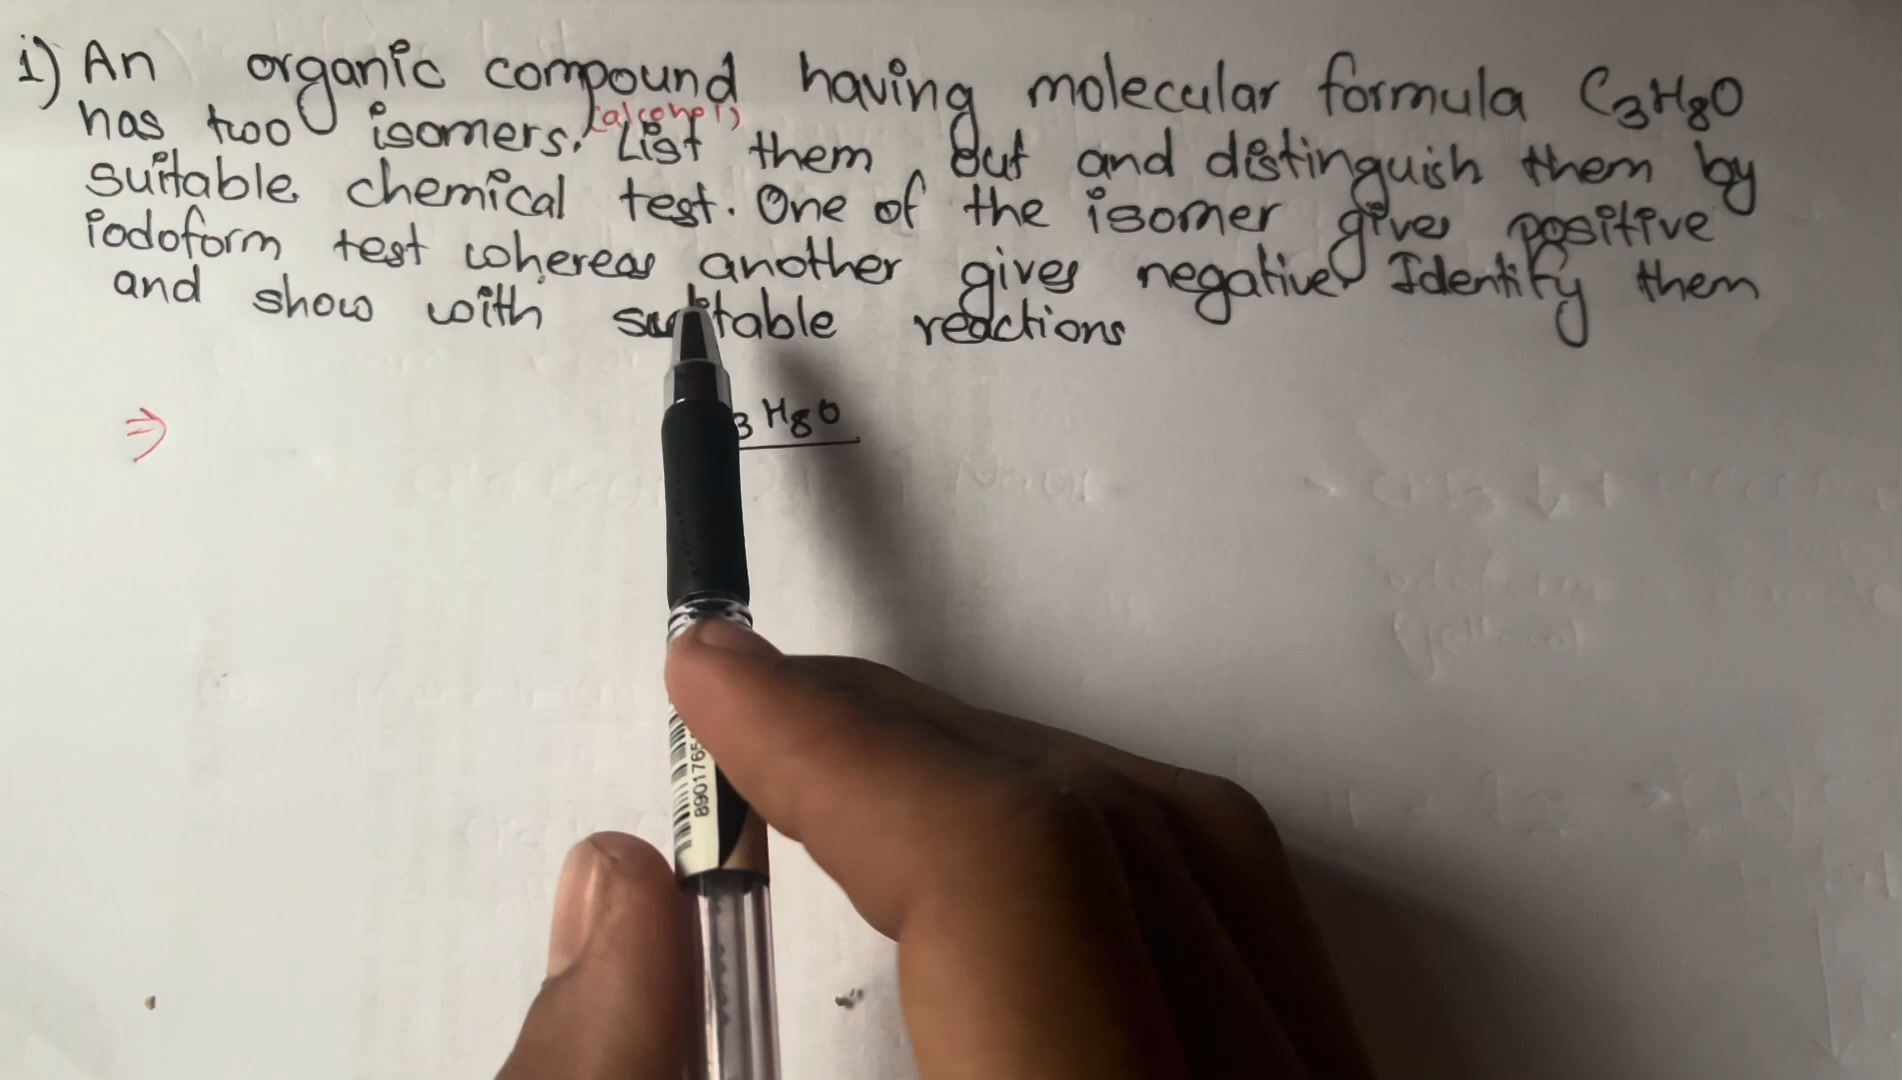 1) An organic compound having molecular formula C3H8O
has two isomers. (alcohol) List them out and distinguish them by
suitable chemical test. One of the isomer gives positive
iodoform test whereas another gives negative Identify them
and show with suitable reactions
⇒ 3H8O
8901765